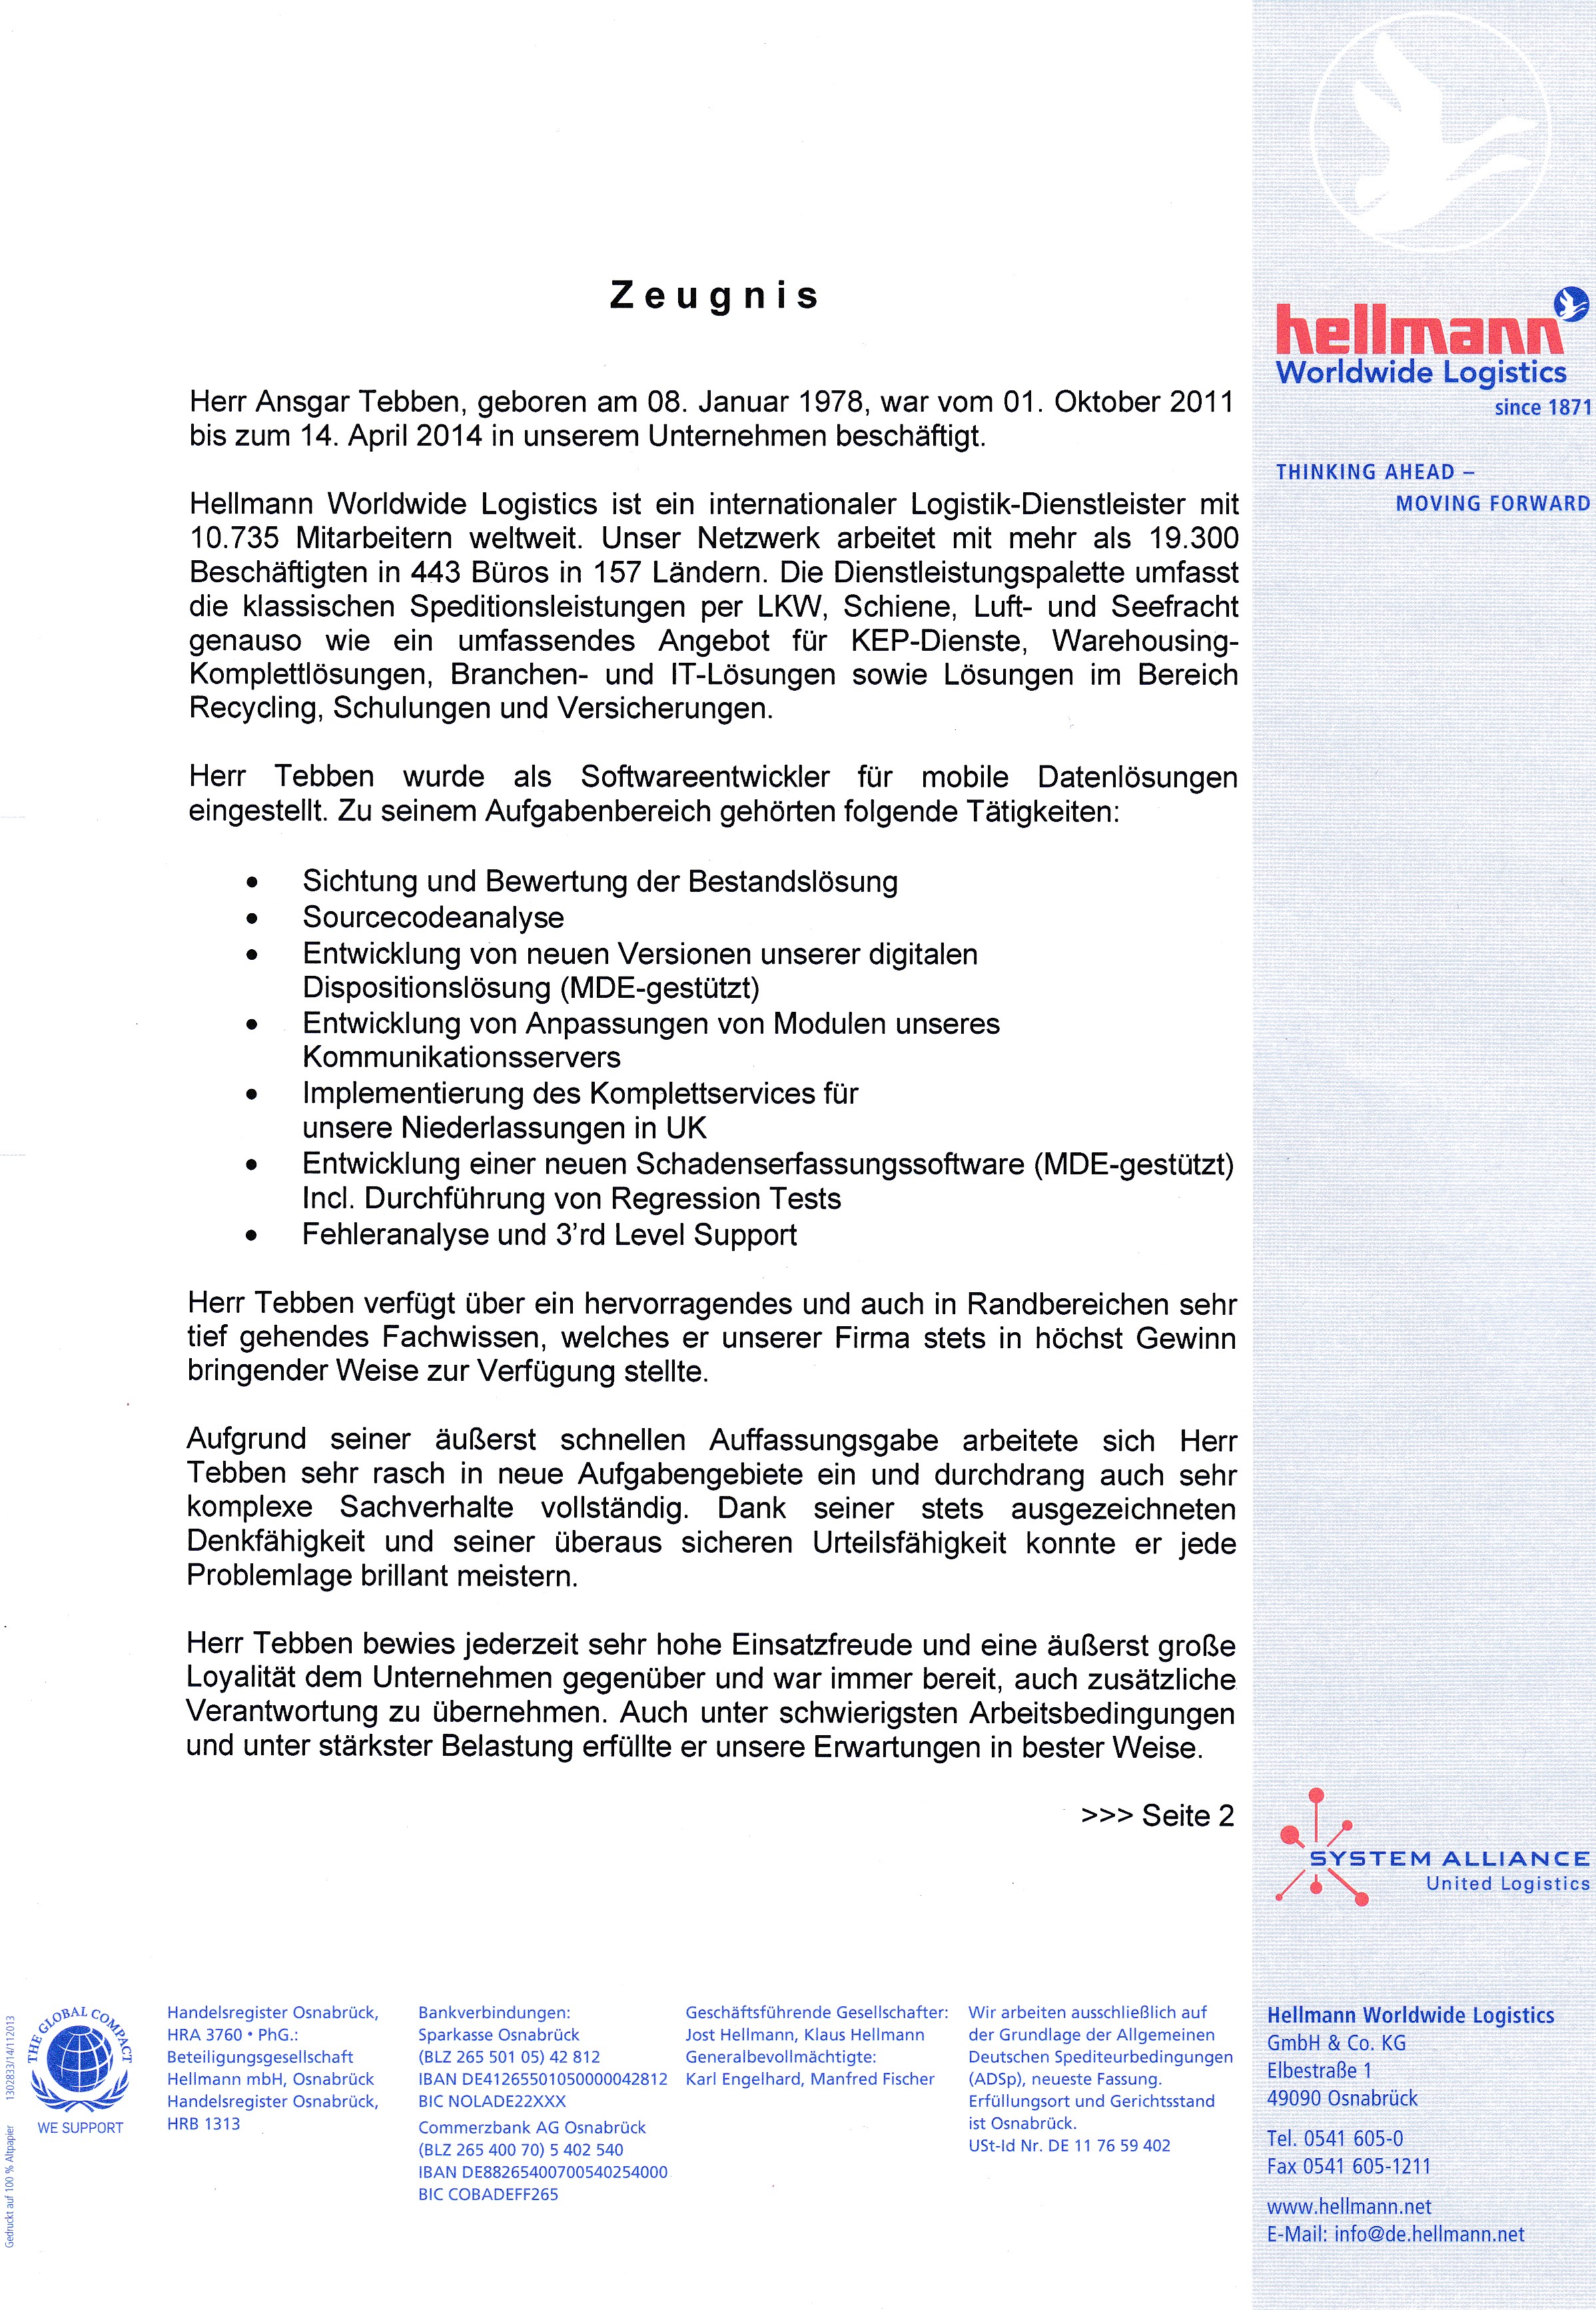 Zeugnis
hellmann
Worldwide Logistics
since 1871
THINKING AHEAD –
MOVING FORWARD
Herr Ansgar Tebben, geboren am 08. Januar 1978, war vom 01. Oktober 2011
bis zum 14. April 2014 in unserem Unternehmen beschäftigt.
Hellmann Worldwide Logistics ist ein internationaler Logistik-Dienstleister mit
10.735 Mitarbeitern weltweit. Unser Netzwerk arbeitet mit mehr als 19.300
Beschäftigten in 443 Büros in 157 Ländern. Die Dienstleistungspalette umfasst
die klassischen Speditionsleistungen per LKW, Schiene, Luft- und Seefracht
genauso wie ein umfassendes Angebot für KEP-Dienste, Warehousing-
Komplettlösungen, Branchen- und IT-Lösungen sowie Lösungen im Bereich
Recycling, Schulungen und Versicherungen.
Herr Tebben wurde als Softwareentwickler für mobile Datenlösungen
eingestellt. Zu seinem Aufgabenbereich gehörten folgende Tätigkeiten:
• Sichtung und Bewertung der Bestandslösung
• Sourcecodeanalyse
• Entwicklung von neuen Versionen unserer digitalen
Dispositionslösung (MDE-gestützt)
• Entwicklung von Anpassungen von Modulen unseres
Kommunikationsservers
• Implementierung des Komplettservices für
unsere Niederlassungen in UK
• Entwicklung einer neuen Schadenserfassungssoftware (MDE-gestützt)
Incl. Durchführung von Regression Tests
• Fehleranalyse und 3'rd Level Support
Herr Tebben verfügt über ein hervorragendes und auch in Randbereichen sehr
tief gehendes Fachwissen, welches er unserer Firma stets in höchst Gewinn
bringender Weise zur Verfügung stellte.
Aufgrund seiner äußerst schnellen Auffassungsgabe arbeitete sich Herr
Tebben sehr rasch in neue Aufgabengebiete ein und durchdrang auch sehr
komplexe Sachverhalte vollständig. Dank seiner stets ausgezeichneten
Denkfähigkeit und seiner überaus sicheren Urteilsfähigkeit konnte er jede
Problemlage brillant meistern.
Herr Tebben bewies jederzeit sehr hohe Einsatzfreude und eine äußerst große
Loyalität dem Unternehmen gegenüber und war immer bereit, auch zusätzliche
Verantwortung zu übernehmen. Auch unter schwierigsten Arbeitsbedingungen
und unter stärkster Belastung erfüllte er unsere Erwartungen in bester Weise.
>>> Seite 2
SYSTEM ALLIANCE
United Logistics
Gedruckt auf 100 % Altpapier 1302833/14/12013
THE GLOBAL COMPACT
WE SUPPORT
Handelsregister Osnabrück,
HRA 3760 • PhG.:
Beteiligungsgesellschaft
Hellmann mbH, Osnabrück
Handelsregister Osnabrück,
HRB 1313
Bankverbindungen:
Sparkasse Osnabrück
(BLZ 265 501 05) 42 812
IBAN DE41265501050000042812
BIC NOLADE22XXX
Commerzbank AG Osnabrück
(BLZ 265 400 70) 5 402 540
IBAN DE88265400700540254000
BIC COBADEFF265
Geschäftsführende Gesellschafter:
Jost Hellmann, Klaus Hellmann
Generalbevollmächtigte:
Karl Engelhard, Manfred Fischer
Wir arbeiten ausschließlich auf
der Grundlage der Allgemeinen
Deutschen Spediteurbedingungen
(ADSp), neueste Fassung.
Erfüllungsort und Gerichtsstand
ist Osnabrück.
USt-Id Nr. DE 11 76 59 402
Hellmann Worldwide Logistics
GmbH & Co. KG
Elbestraße 1
49090 Osnabrück
Tel. 0541 605-0
Fax 0541 605-1211
www.hellmann.net
E-Mail: info@de.hellmann.net